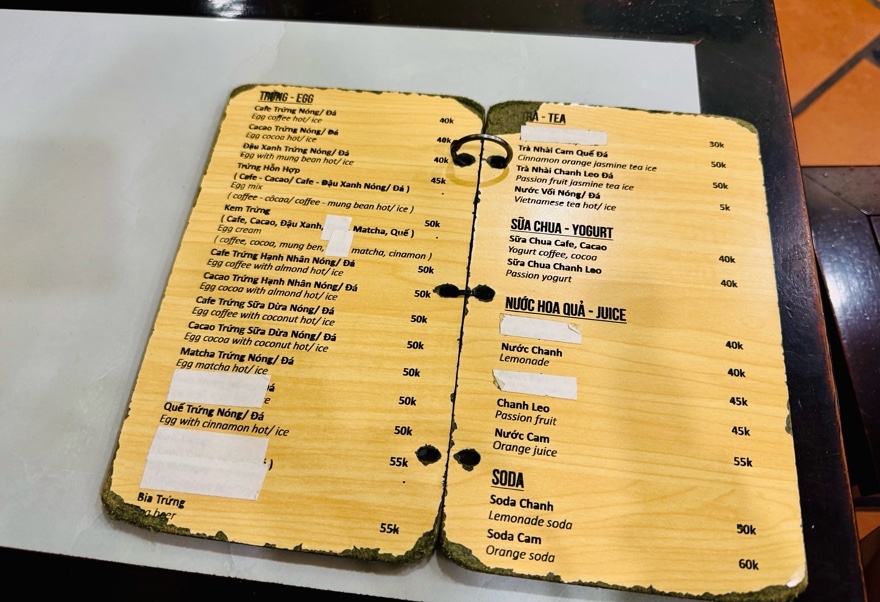 TRỨNG - EGG
Cafe Trứng Nóng/ Đá 40k
Egg coffee hot/ ice
Cacao Trứng Nóng/ Đá 40k
Egg cocoa hot/ ice
Đậu Xanh Trứng Nóng/ Đá 40k
Egg with mung bean hot/ ice
Trứng Hỗn Hợp 45k
( Cafe - Cacao/ Cafe - Đậu Xanh Nóng/ Đá )
Egg mix
( coffee - côcao/ coffee - mung bean hot/ ice )
Kem Trứng 50k
( Cafe, Cacao, Đậu Xanh, Matcha, Quế )
Egg cream
( coffee, cocoa, mung ben, matcha, cinamon )
Cafe Trứng Hạnh Nhân Nóng/ Đá 50k
Egg coffee with almond hot/ ice
Cacao Trứng Hạnh Nhân Nóng/ Đá 50k
Egg cocoa with almond hot/ ice
Cafe Trứng Sữa Dừa Nóng/ Đá 50k
Egg coffee with coconut hot/ ice
Cacao Trứng Sữa Dừa Nóng/ Đá 50k
Egg cocoa with coconut hot/ ice
Matcha Trứng Nóng/ Đá 50k
Egg matcha hot/ ice
50k
Quế Trứng Nóng/ Đá 50k
Egg with cinnamon hot/ ice
) 55k
Bia Trứng 55k
beer
TRÀ - TEA
30k
Trà Nhài Cam Quế Đá 50k
Cinnamon orange jasmine tea ice
Trà Nhài Chanh Leo Đá 50k
Passion fruit jasmine tea ice
Nước Vối Nóng/ Đá 5k
Vietnamese tea hot/ ice
SỮA CHUA - YOGURT
Sữa Chua Cafe, Cacao 40k
Yogurt coffee, cocoa
Sữa Chua Chanh Leo 40k
Passion yogurt
NƯỚC HOA QUẢ - JUICE
40k
Nước Chanh 40k
Lemonade
45k
Chanh Leo 45k
Passion fruit
Nước Cam 55k
Orange juice
SODA
Soda Chanh 50k
Lemonade soda
Soda Cam 60k
Orange soda